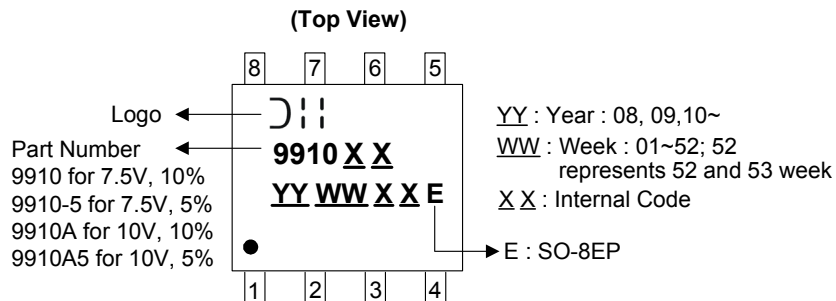 (Top View)
8 7 6 5
Logo
Part Number
9910 for 7.5V, 10%
9910-5 for 7.5V, 5%
9910A for 10V, 10%
9910A5 for 10V, 5%
9910 X X
YY WW X X E
1 2 3 4
YY : Year : 08, 09,10~
WW : Week : 01~52; 52
represents 52 and 53 week
X X : Internal Code
E : SO-8EP